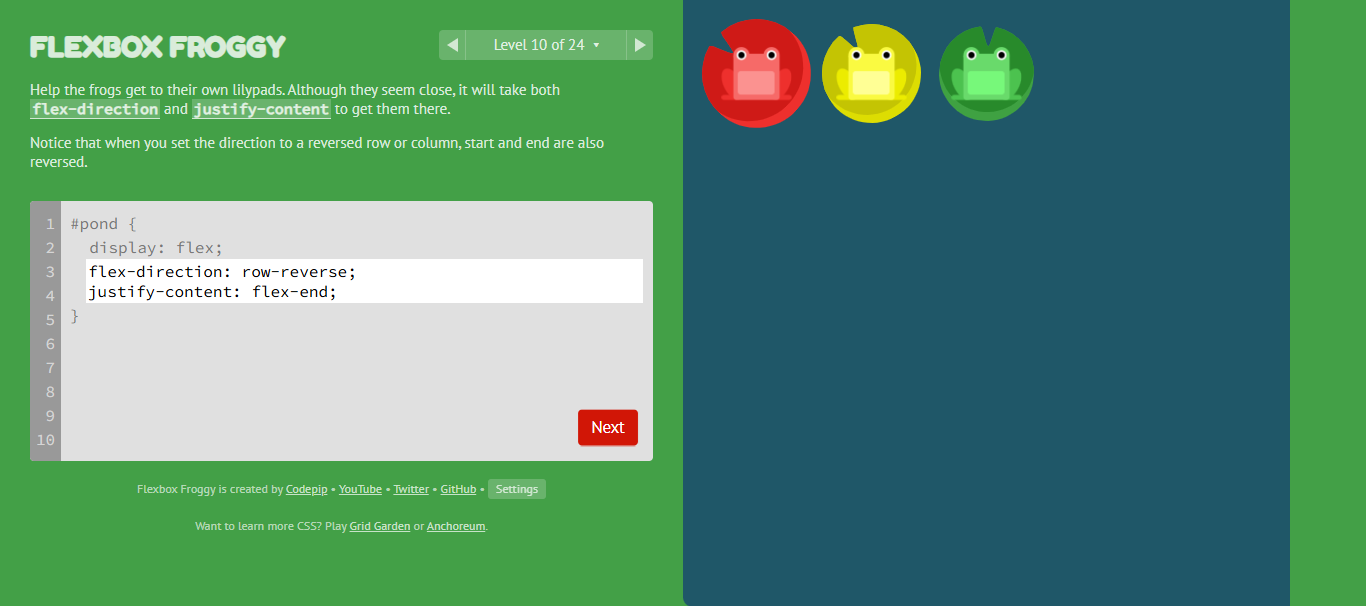 FLEXBOX FROGGY
Level 10 of 24
Help the frogs get to their own lilypads. Although they seem close, it will take both
flex-direction and justify-content to get them there.
Notice that when you set the direction to a reversed row or column, start and end are also
reversed.
1 #pond {
2 display: flex;
3 flex-direction: row-reverse;
4 justify-content: flex-end;
5 }
6
7
8
9
10
Next
Flexbox Froggy is created by Codepip • YouTube • Twitter • GitHub • Settings
Want to learn more CSS? Play Grid Garden or Anchoreum.